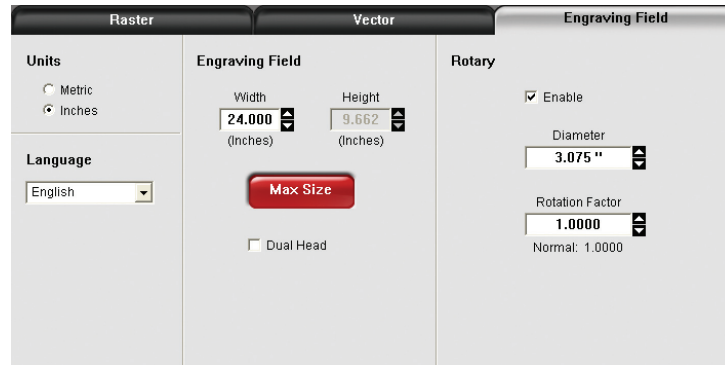 Raster
Vector
Engraving Field
Units
Metric
Inches
Language
English
Engraving Field
Width
Height
24.000
9.662
(Inches)
(Inches)
Max Size
Dual Head
Rotary
Enable
Diameter
3.075 "
Rotation Factor
1.0000
Normal: 1.0000